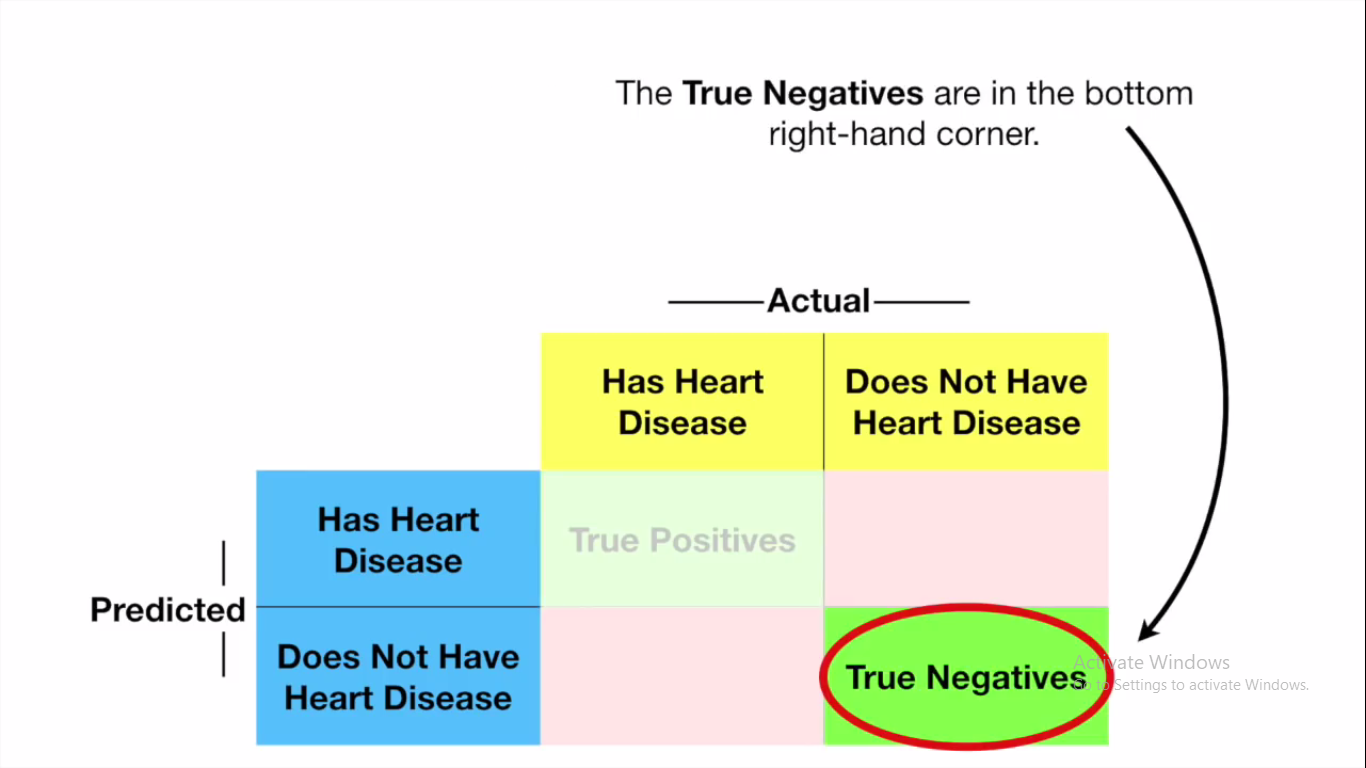 The True Negatives are in the bottom
right-hand corner.
Actual
Has Heart
Disease
Does Not Have
Heart Disease
Has Heart
Disease
True Positives
Predicted
Does Not Have
Heart Disease
True Negatives
Activate Windows
Go to Settings to activate Windows.